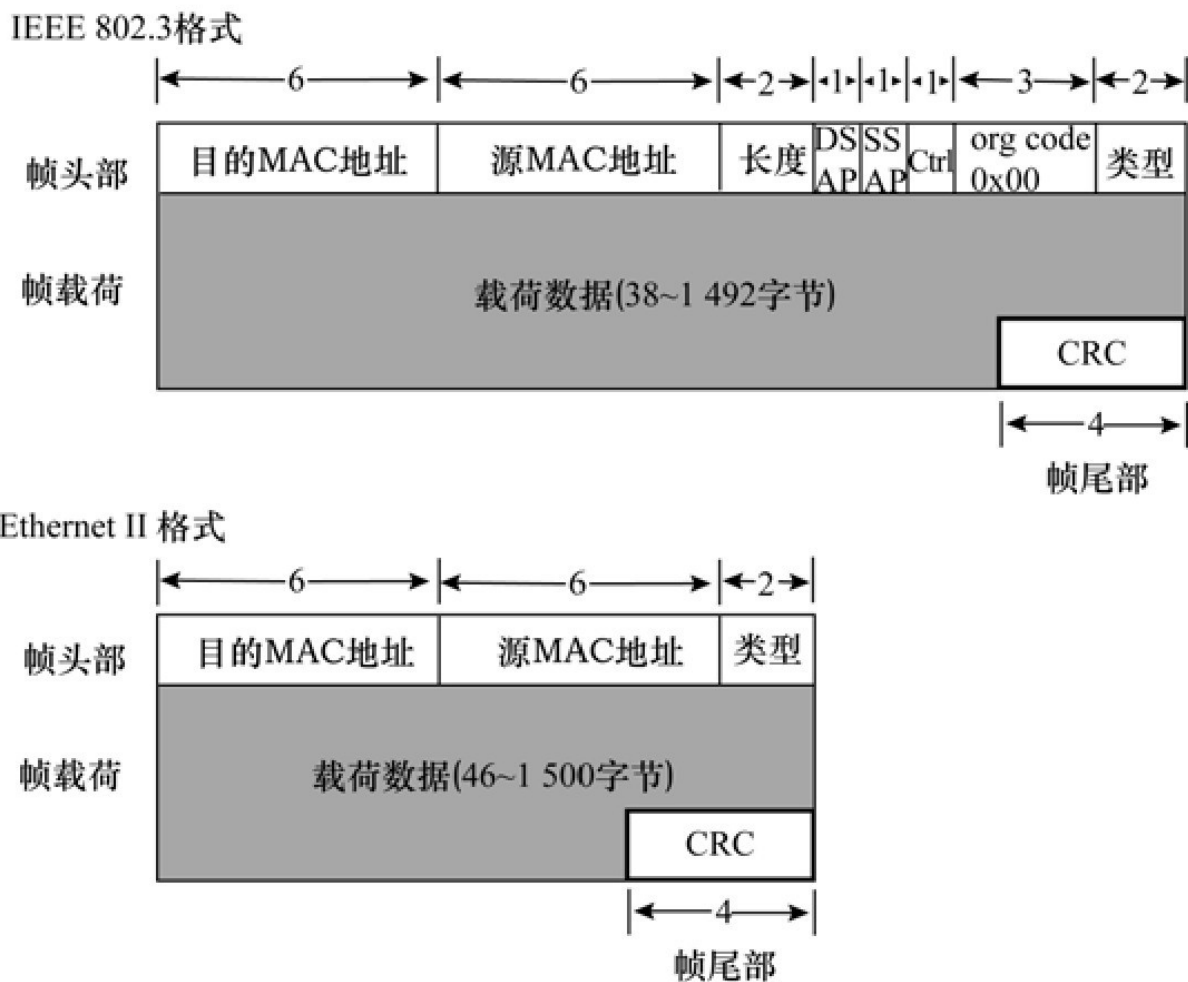 IEEE 802.3格式
6 6 2 1 1 1 3 2
帧头部 目的MAC地址 源MAC地址 长度 DSAP SSAP Ctrl org code 0x00 类型
帧载荷 载荷数据(38~1 492字节)
CRC
4
帧尾部
Ethernet II 格式
6 6 2
帧头部 目的MAC地址 源MAC地址 类型
帧载荷 载荷数据(46~1 500字节)
CRC
4
帧尾部